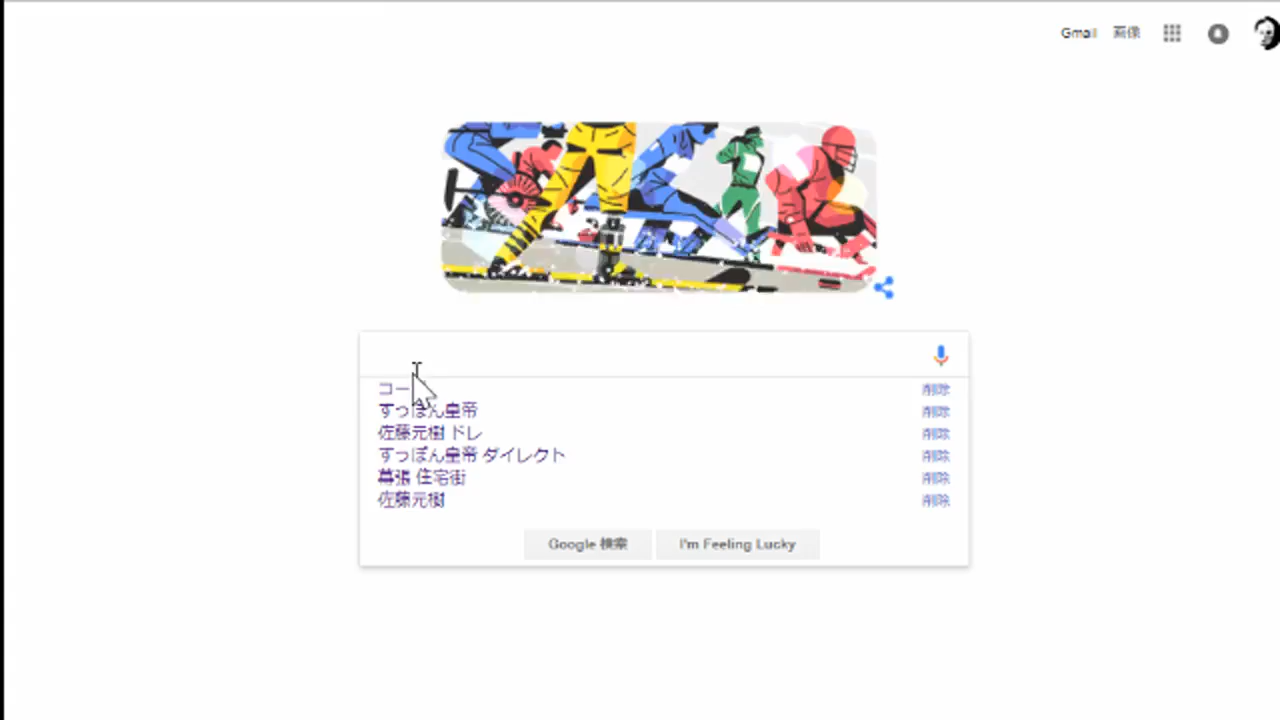 Gmail 画像
コー
削除
すっぽん皇帝
削除
佐藤元樹 ドレ
削除
すっぽん皇帝 ダイレクト
削除
幕張 住宅街
削除
佐藤元樹
削除
Google 検索
I'm Feeling Lucky